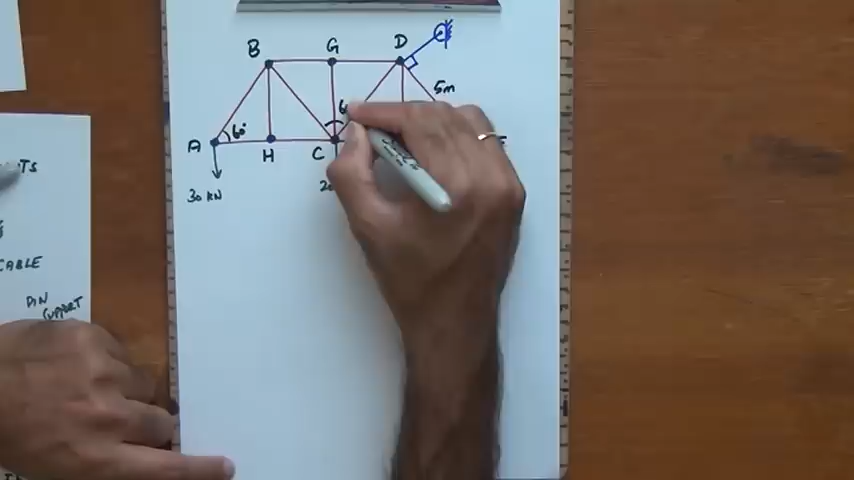 B G D
5m
60°
A H C
30 KN
TS
CABLE
PIN
SUPPORT